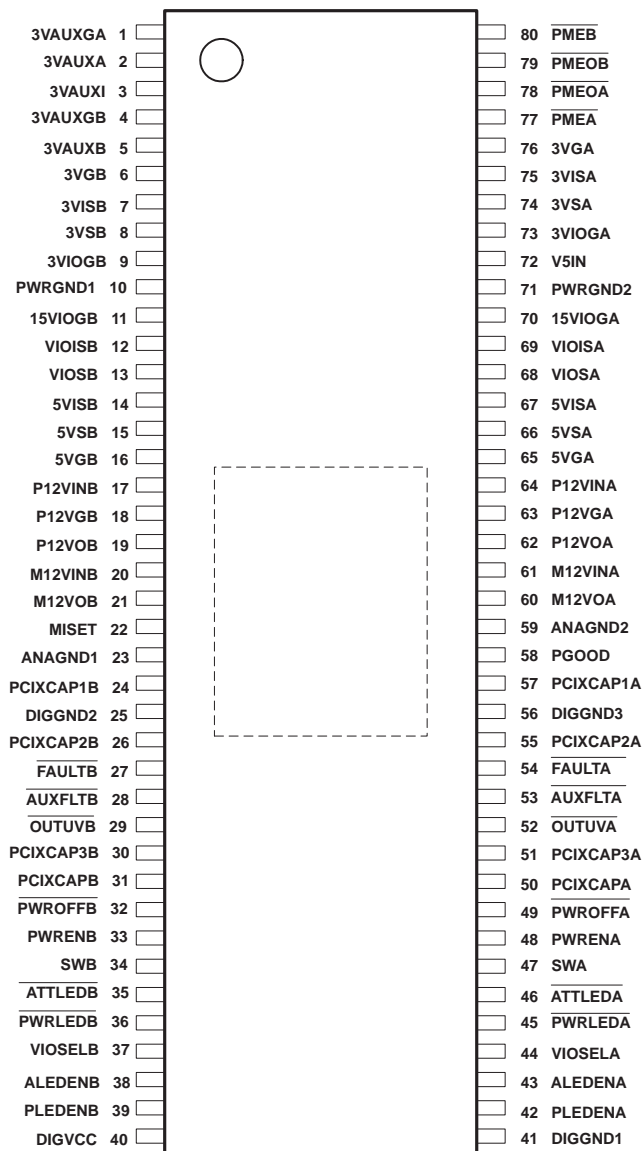 3VAUXGA 1
3VAUXA 2
3VAUXI 3
3VAUXGB 4
3VAUXB 5
3VGB 6
3VISB 7
3VSB 8
3VIOGB 9
PWRGND1 10
15VIOGB 11
VIOISB 12
VIOSB 13
5VISB 14
5VSB 15
5VGB 16
P12VINB 17
P12VGB 18
P12VOB 19
M12VINB 20
M12VOB 21
MISET 22
ANAGND1 23
PCIXCAP1B 24
DIGGND2 25
PCIXCAP2B 26
FAULTB 27
AUXFLTB 28
OUTUVB 29
PCIXCAP3B 30
PCIXCAPB 31
PWROFFB 32
PWRENB 33
SWB 34
ATTLEDB 35
PWRLEDB 36
VIOSELB 37
ALEDENB 38
PLEDENB 39
DIGVCC 40
80 PMEB
79 PMEOB
78 PMEOA
77 PMEA
76 3VGA
75 3VISA
74 3VSA
73 3VIOGA
72 V5IN
71 PWRGND2
70 15VIOGA
69 VIOISA
68 VIOSA
67 5VISA
66 5VSA
65 5VGA
64 P12VINA
63 P12VGA
62 P12VOA
61 M12VINA
60 M12VOA
59 ANAGND2
58 PGOOD
57 PCIXCAP1A
56 DIGGND3
55 PCIXCAP2A
54 FAULTA
53 AUXFLTA
52 OUTUVA
51 PCIXCAP3A
50 PCIXCAPA
49 PWROFFA
48 PWRENA
47 SWA
46 ATTLEDA
45 PWRLEDA
44 VIOSELA
43 ALEDENA
42 PLEDENA
41 DIGGND1